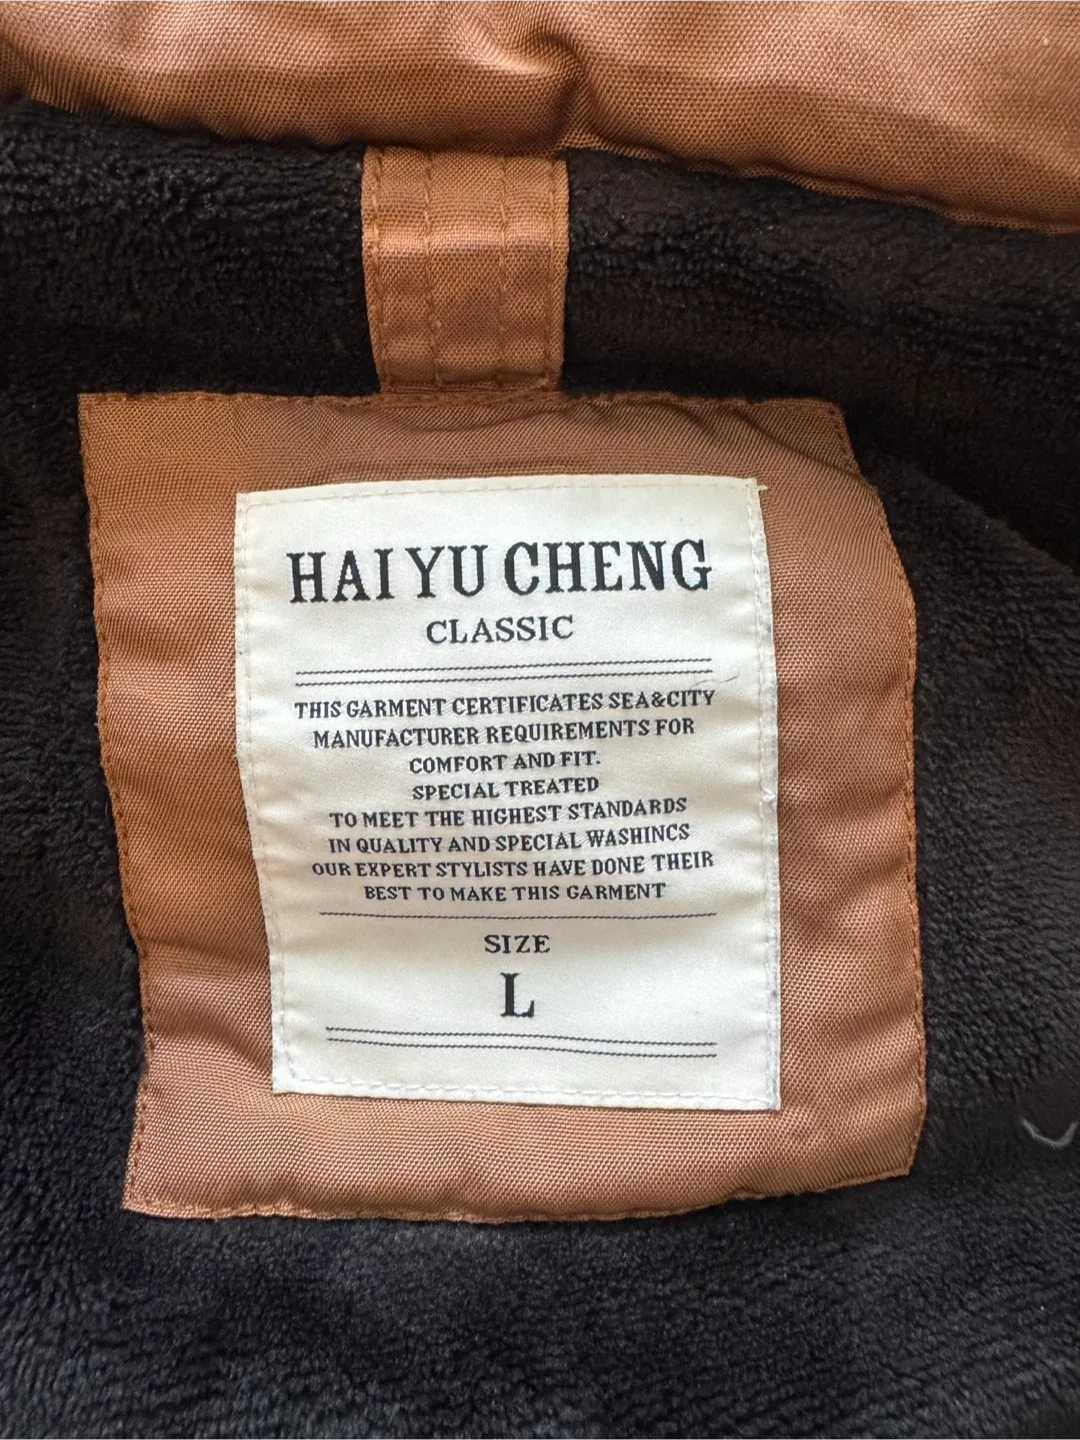 HAI YU CHENG
CLASSIC
THIS GARMENT CERTIFICATES SEA&CITY
MANUFACTURER REQUIREMENTS FOR
COMFORT AND FIT.
SPECIAL TREATED
TO MEET THE HIGHEST STANDARDS
IN QUALITY AND SPECIAL WASHINCS
OUR EXPERT STYLISTS HAVE DONE THEIR
BEST TO MAKE THIS GARMENT
SIZE
L